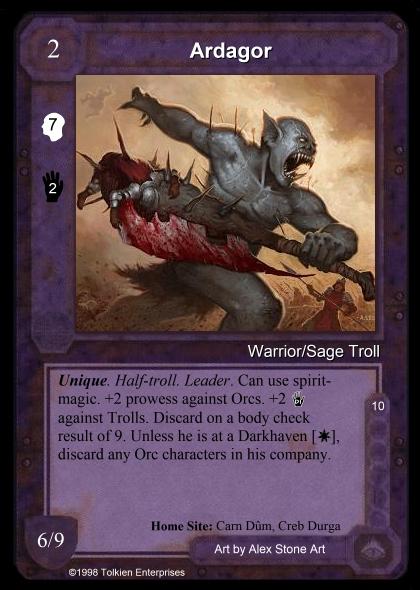 2
Ardagor
7
2
Warrior/Sage Troll
Unique. Half-troll. Leader. Can use spirit-
magic. +2 prowess against Orcs. +2
against Trolls. Discard on a body check
result of 9. Unless he is at a Darkhaven [✷],
discard any Orc characters in his company.
10
Home Site: Carn Dûm, Creb Durga
6/9
Art by Alex Stone Art
©1998 Tolkien Enterprises